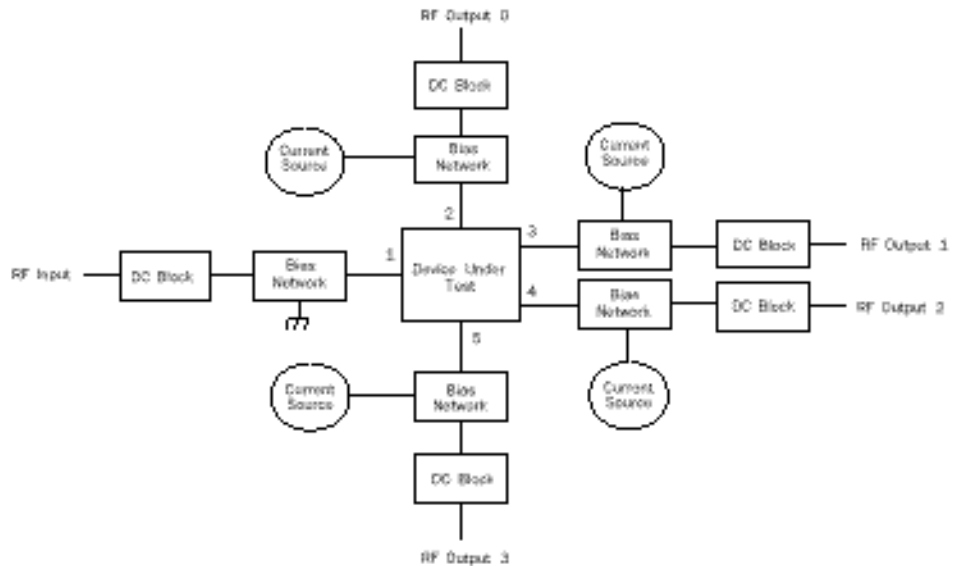 RF Output 0
DC Block
Current
Source
Bias
Network
Current
Source
2
3
1
Bias
Network
DC Block
RF Output 1
RF Input
DC Block
Bias
Network
Device Under
Test
4
Bias
Network
DC Block
RF Output 2
5
Current
Source
Bias
Network
Current
Source
DC Block
RF Output 3